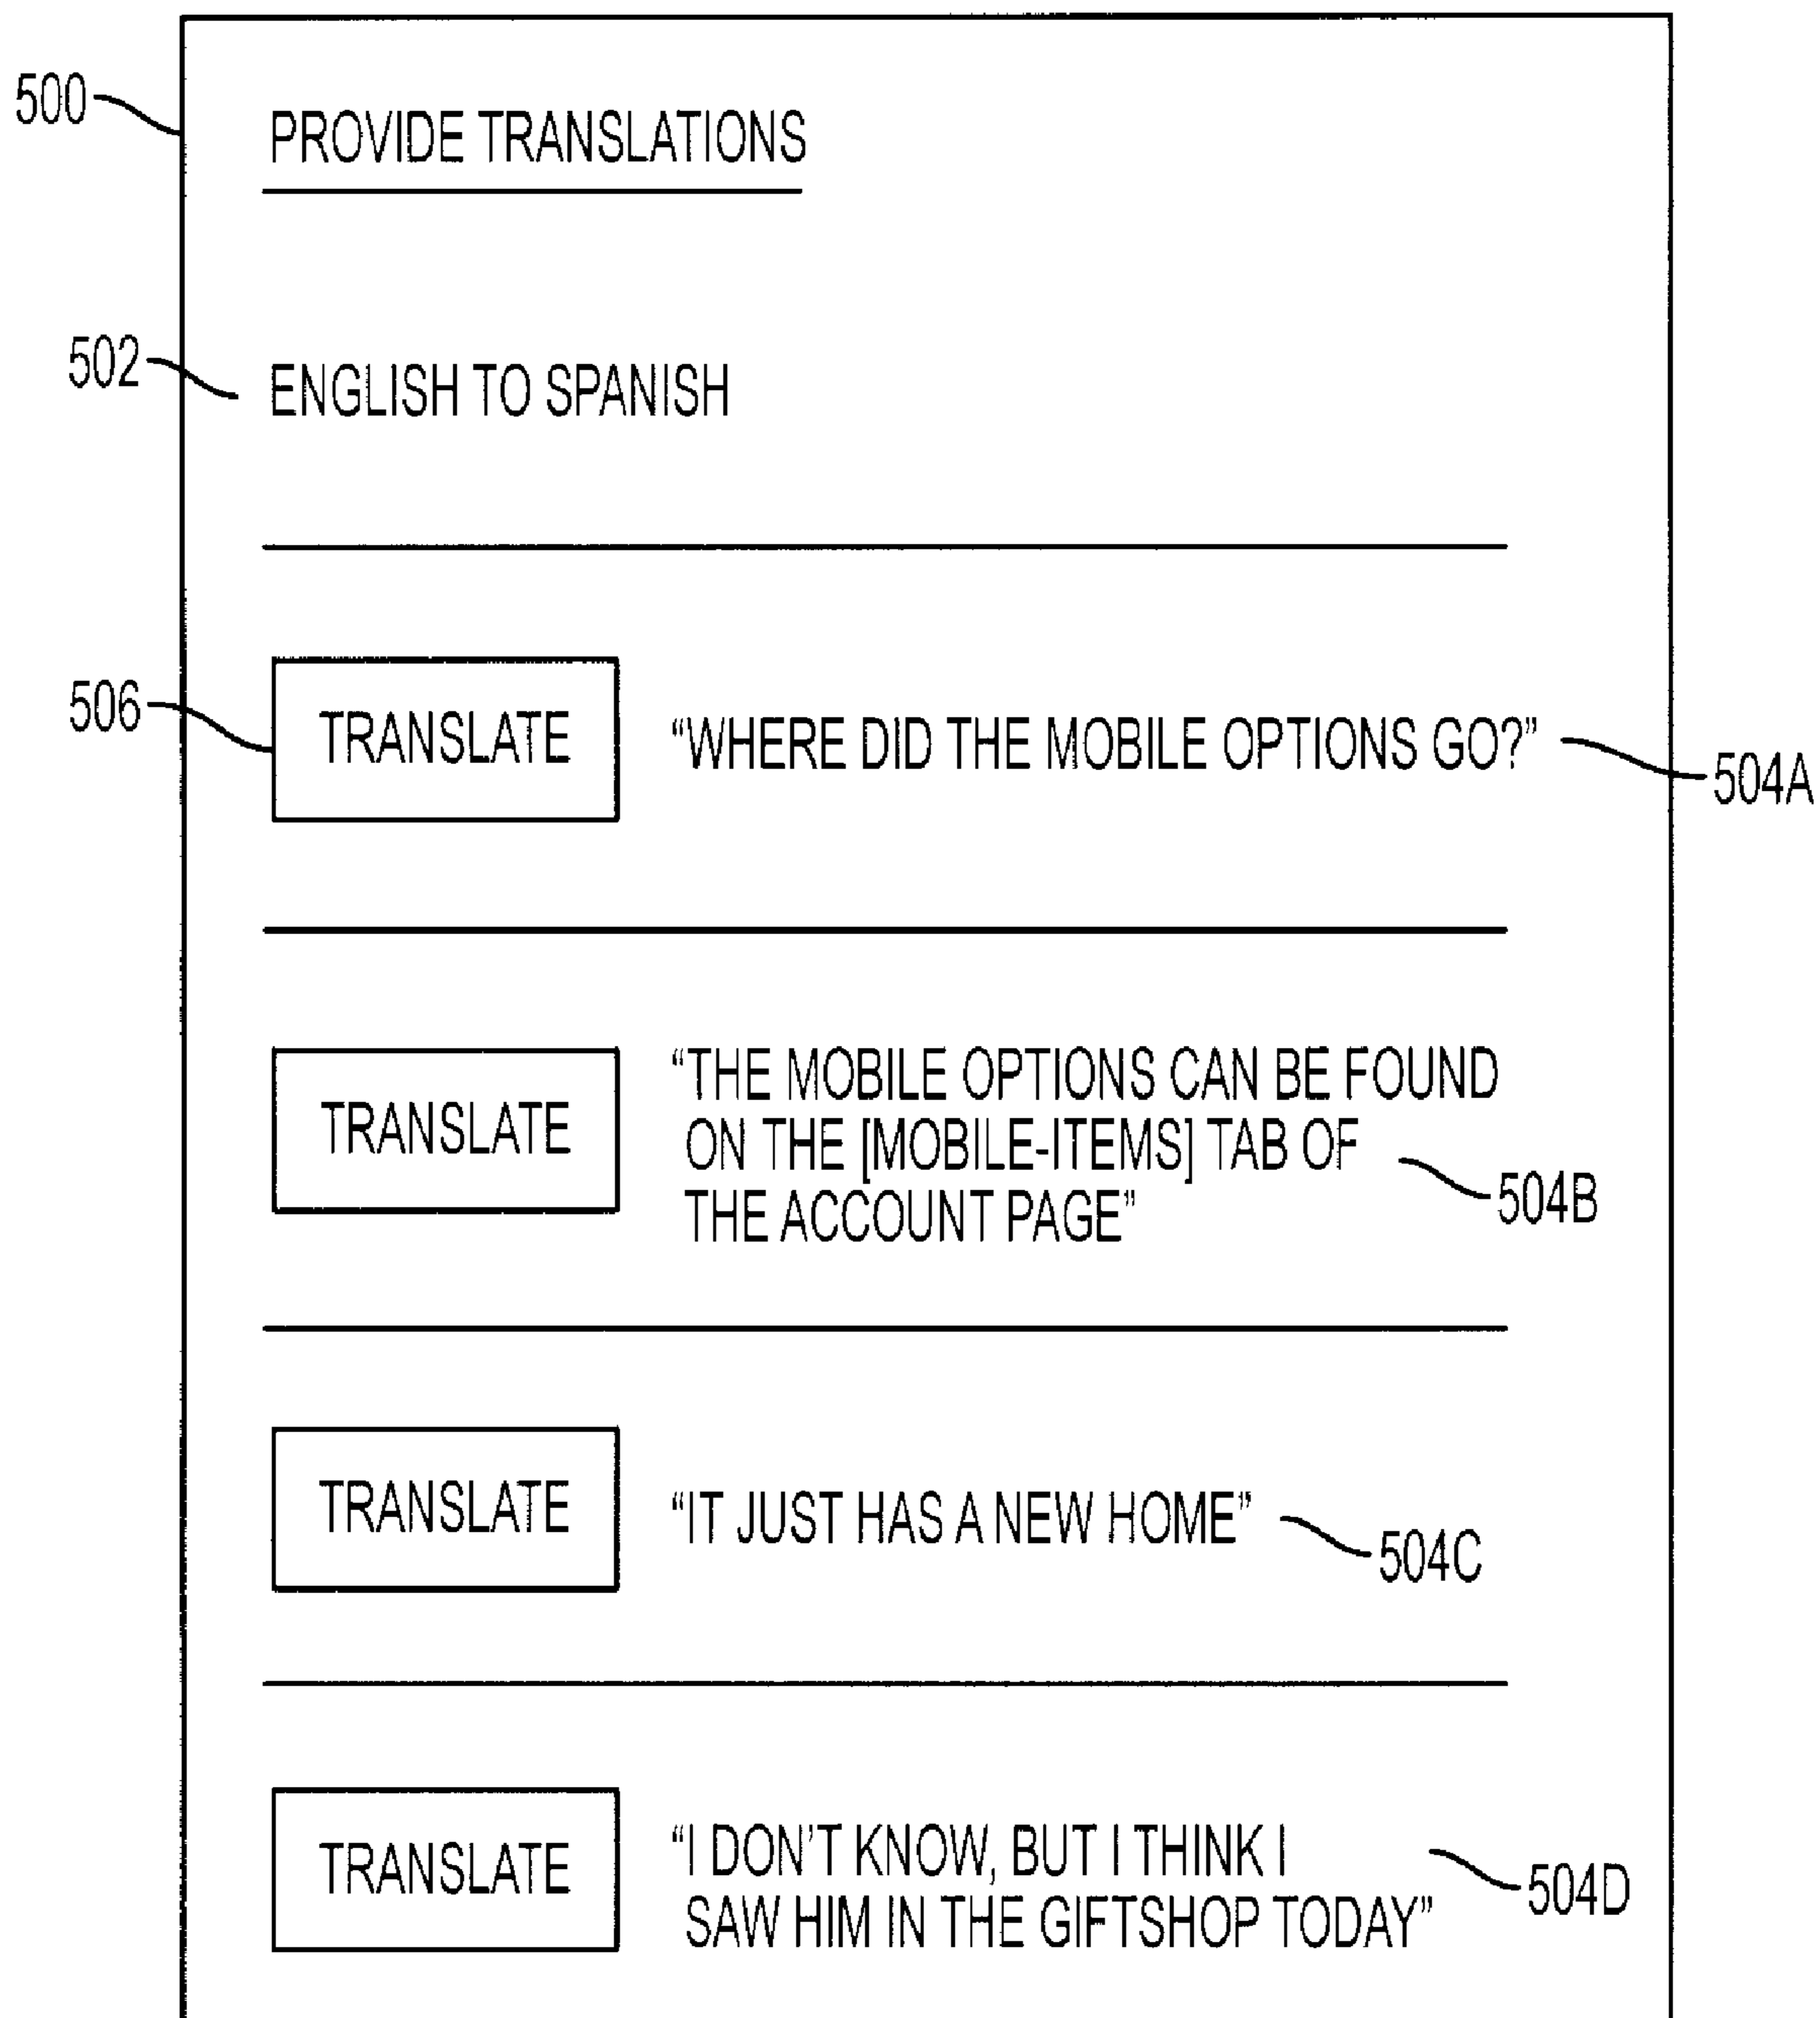 500
PROVIDE TRANSLATIONS
502
ENGLISH TO SPANISH
506
TRANSLATE
“WHERE DID THE MOBILE OPTIONS GO?”
504A
TRANSLATE
“THE MOBILE OPTIONS CAN BE FOUND
ON THE [MOBILE-ITEMS] TAB OF
THE ACCOUNT PAGE”
504B
TRANSLATE
“IT JUST HAS A NEW HOME”
504C
TRANSLATE
“I DON’T KNOW, BUT I THINK I
SAW HIM IN THE GIFTSHOP TODAY”
504D